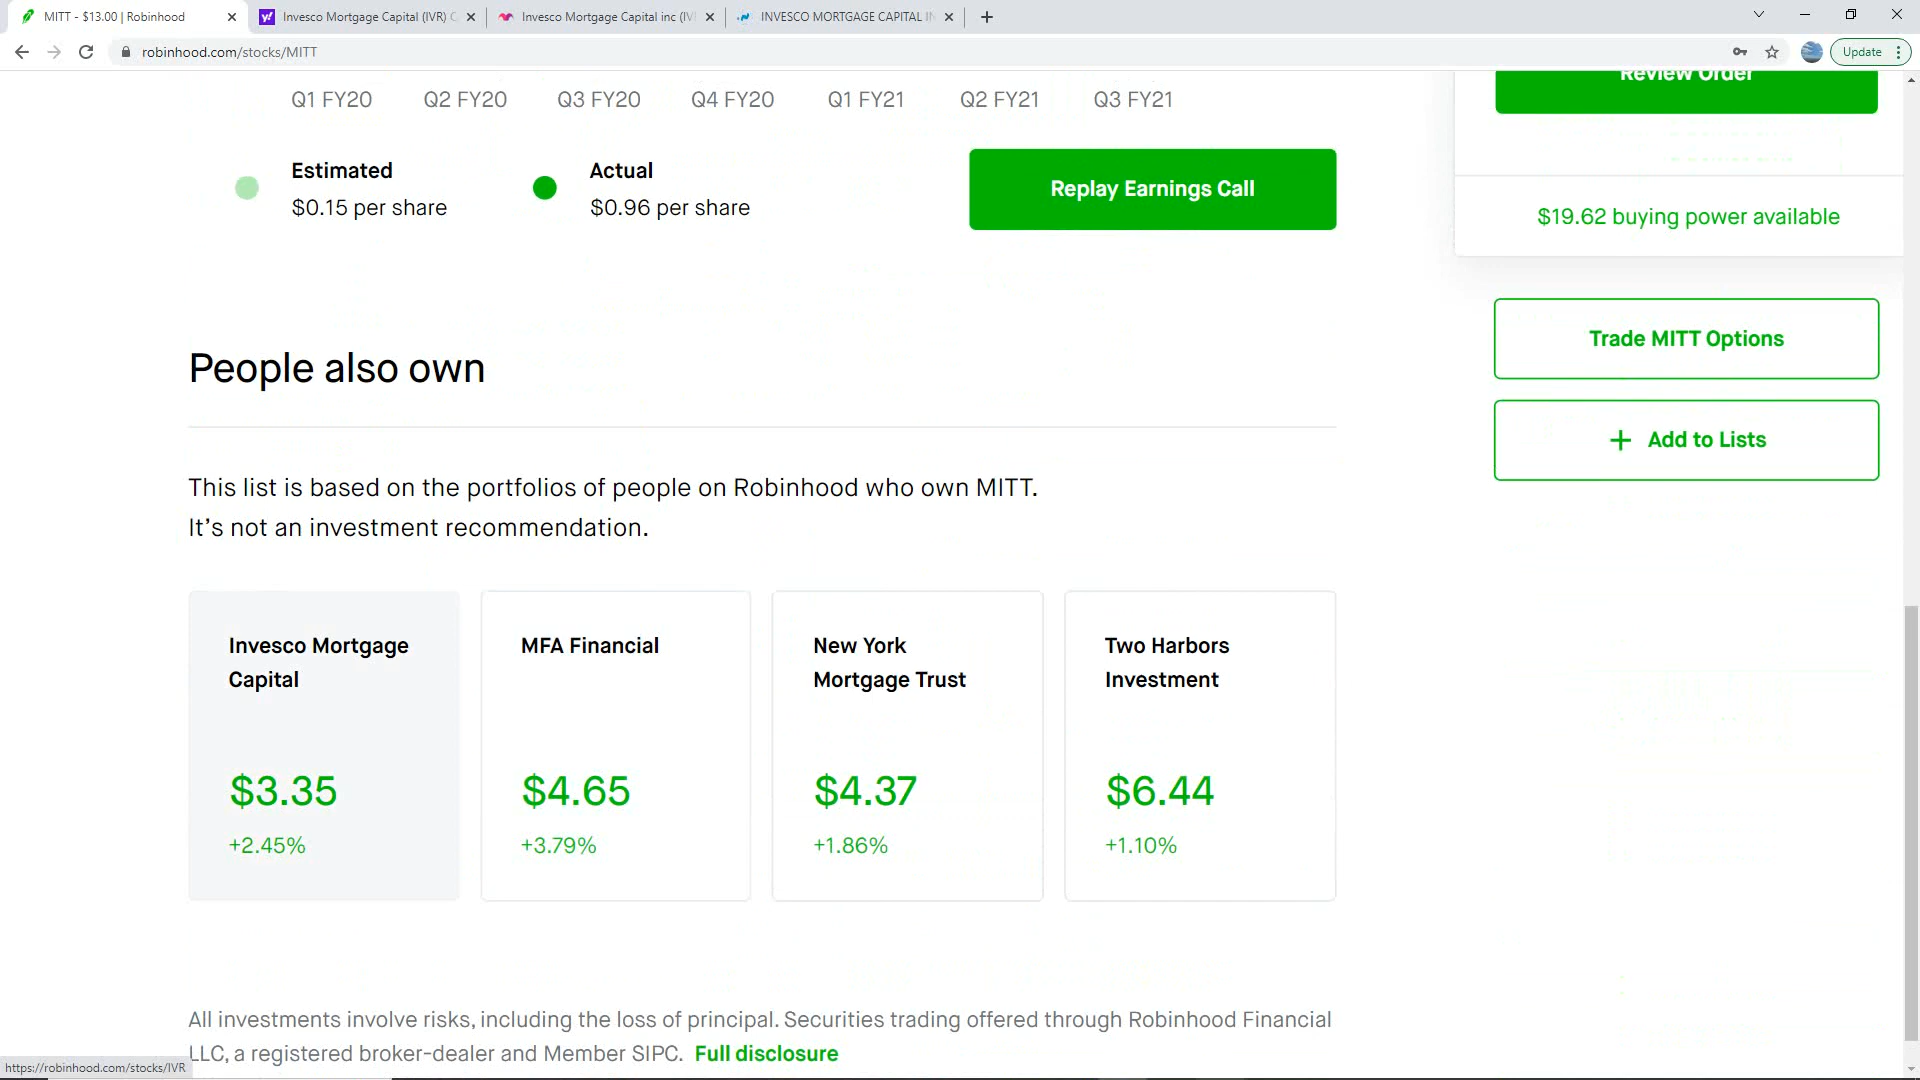 MITT - $13.00 | Robinhood
Invesco Mortgage Capital (IVR) C
Invesco Mortgage Capital inc (IV
INVESCO MORTGAGE CAPITAL IN
robinhood.com/stocks/MITT
Update
Q1 FY20 Q2 FY20 Q3 FY20 Q4 FY20 Q1 FY21 Q2 FY21 Q3 FY21
Review Order
Estimated
$0.15 per share
Actual
$0.96 per share
Replay Earnings Call
$19.62 buying power available
Trade MITT Options
+ Add to Lists
People also own
This list is based on the portfolios of people on Robinhood who own MITT.
It’s not an investment recommendation.
Invesco Mortgage
Capital
$3.35
+2.45%
MFA Financial
$4.65
+3.79%
New York
Mortgage Trust
$4.37
+1.86%
Two Harbors
Investment
$6.44
+1.10%
All investments involve risks, including the loss of principal. Securities trading offered through Robinhood Financial
LLC, a registered broker-dealer and Member SIPC. Full disclosure
https://robinhood.com/stocks/IVR